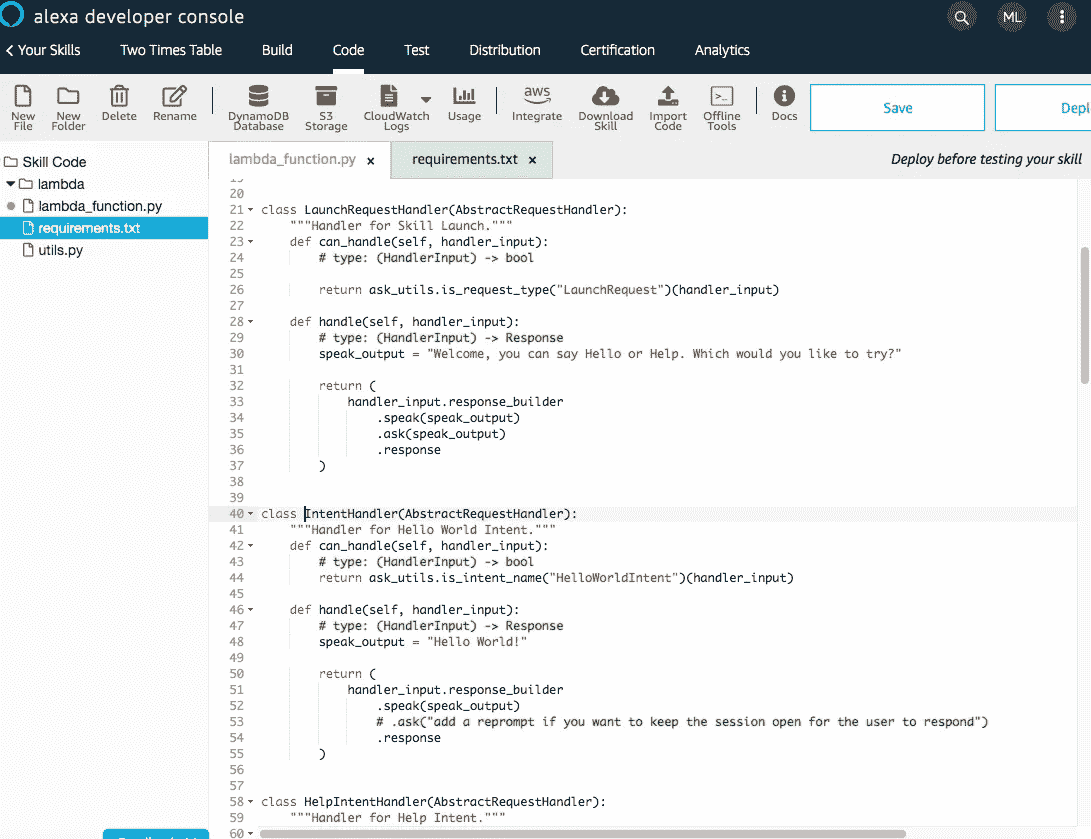 alexa developer console
ML
Your Skills Two Times Table Build Code Test Distribution Certification Analytics
New File
New Folder
Delete
Rename
DynamoDB Database
S3 Storage
CloudWatch Logs
Usage
aws
Integrate
Download Skill
Import Code
>_
Offline Tools
Docs
Save
Depl
Skill Code
lambda
lambda_function.py
requirements.txt
utils.py
lambda_function.py x
requirements.txt x
Deploy before testing your skill
19
20
21 class LaunchRequestHandler(AbstractRequestHandler):
22 """Handler for Skill Launch."""
23 def can_handle(self, handler_input):
24 # type: (HandlerInput) -> bool
25
26 return ask_utils.is_request_type("LaunchRequest")(handler_input)
27
28 def handle(self, handler_input):
29 # type: (HandlerInput) -> Response
30 speak_output = "Welcome, you can say Hello or Help. Which would you like to try?"
31
32 return (
33 handler_input.response_builder
34 .speak(speak_output)
35 .ask(speak_output)
36 .response
37 )
38
39
40 class IntentHandler(AbstractRequestHandler):
41 """Handler for Hello World Intent."""
42 def can_handle(self, handler_input):
43 # type: (HandlerInput) -> bool
44 return ask_utils.is_intent_name("HelloWorldIntent")(handler_input)
45
46 def handle(self, handler_input):
47 # type: (HandlerInput) -> Response
48 speak_output = "Hello World!"
49
50 return (
51 handler_input.response_builder
52 .speak(speak_output)
53 # .ask("add a reprompt if you want to keep the session open for the user to respond")
54 .response
55 )
56
57
58 class HelpIntentHandler(AbstractRequestHandler):
59 """Handler for Help Intent."""
60